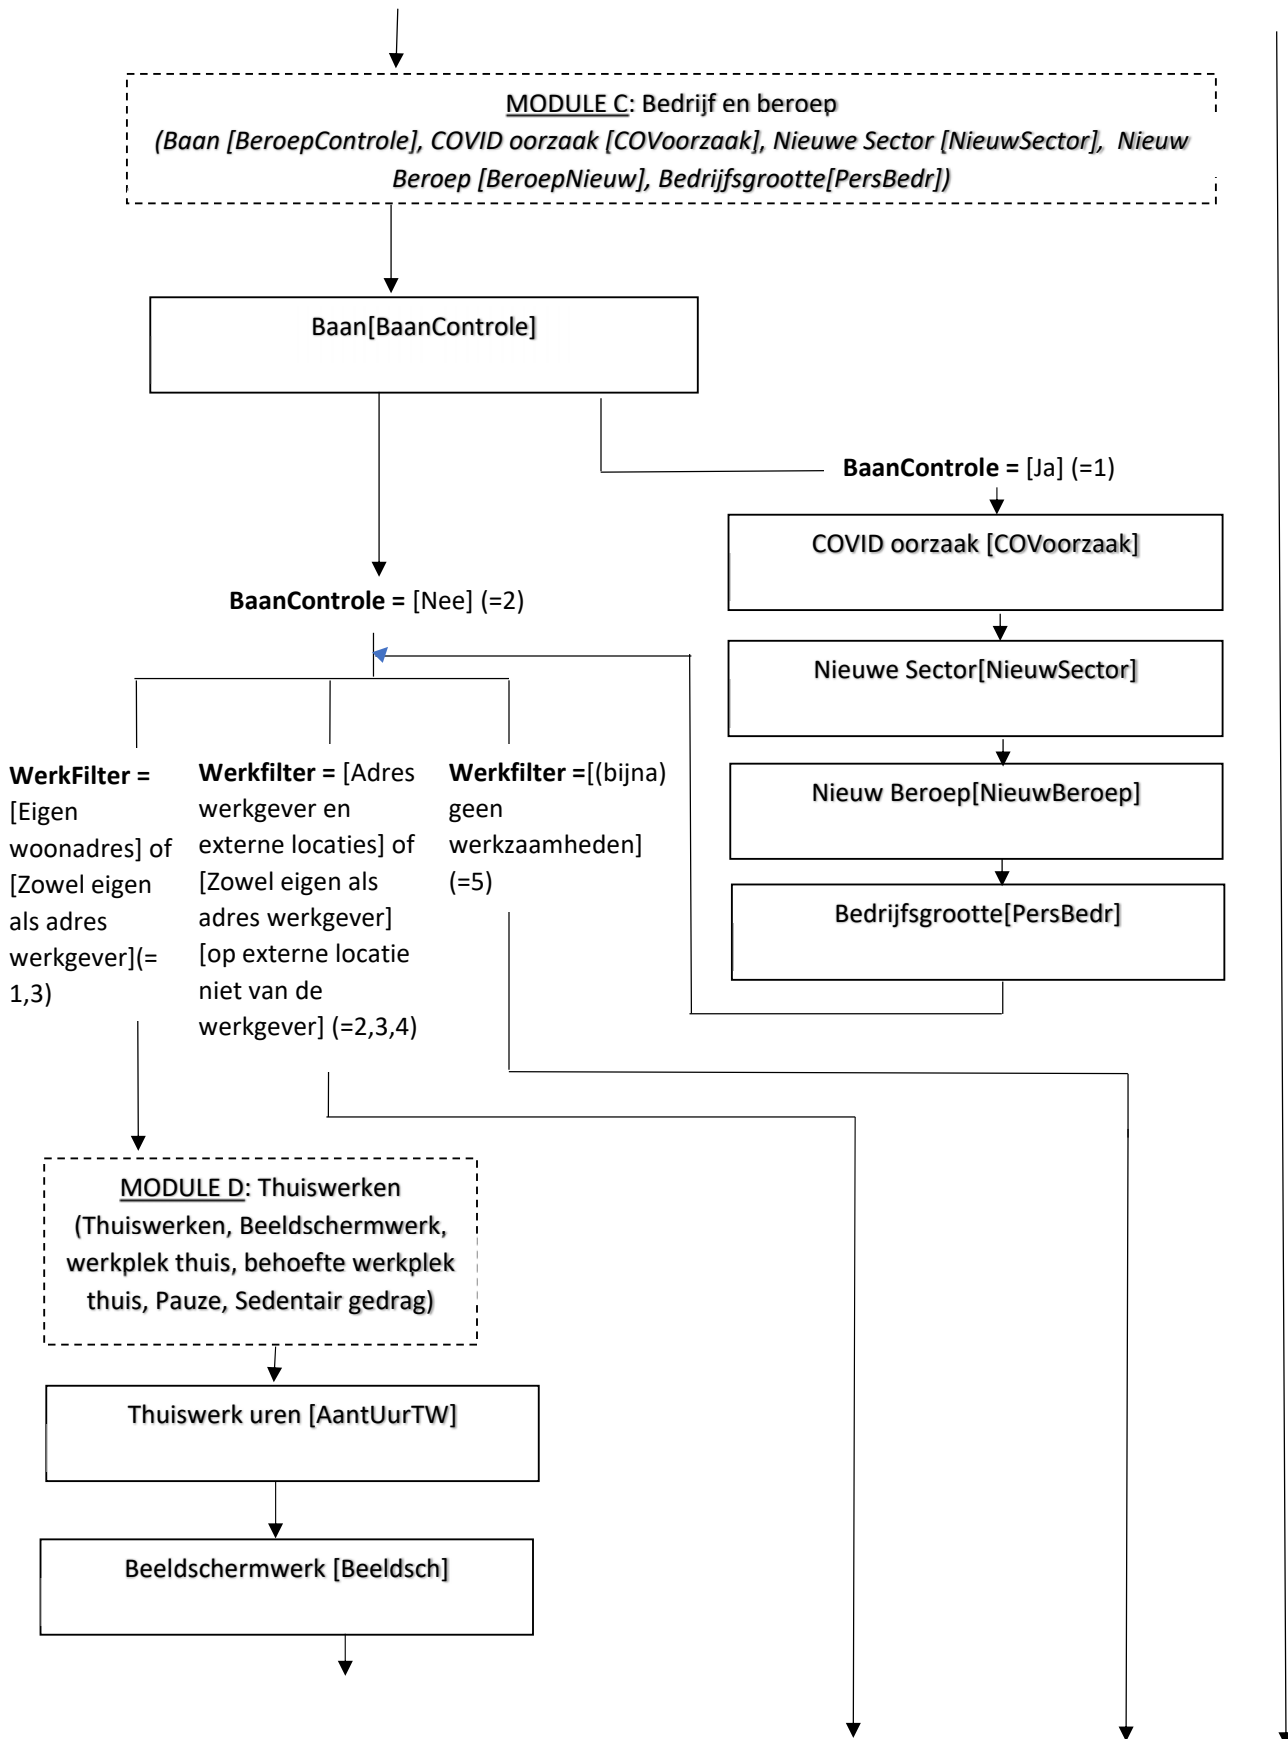 MODULE C: Bedrijf en beroep
(Baan [BeroepControle], COVID oorzaak [COVoorzaak], Nieuwe Sector [NieuwSector], Nieuw
Beroep [BeroepNieuw], Bedrijfsgrootte[PersBedr])
Baan[BaanControle]
BaanControle = [Ja] (=1)
COVID oorzaak [COVoorzaak]
BaanControle = [Nee] (=2)
Nieuwe Sector[NieuwSector]
Nieuw Beroep[NieuwBeroep]
Bedrijfsgrootte[PersBedr]
WerkFilter =
[Eigen
woonadres] of
[Zowel eigen
als adres
werkgever](=
1,3)
Werkfilter = [Adres
werkgever en
externe locaties] of
[Zowel eigen als
adres werkgever]
[op externe locatie
niet van de
werkgever] (=2,3,4)
Werkfilter =[(bijna)
geen
werkzaamheden]
(=5)
MODULE D: Thuiswerken
(Thuiswerken, Beeldschermwerk,
werkplek thuis, behoefte werkplek
thuis, Pauze, Sedentair gedrag)
Thuiswerk uren [AantUurTW]
Beeldschermwerk [Beeldsch]